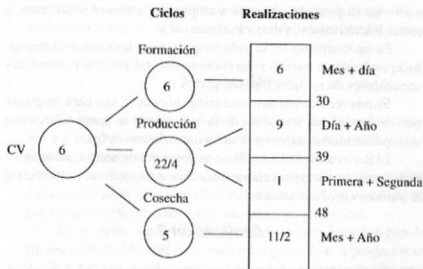 Ciclos Realizaciones
Formación
6 6 Mes + día
30
Producción 9 Día + Año
CV 6 22/4 39
1 Primera + Segunda
Cosecha 48
5 11/2 Mes + Año